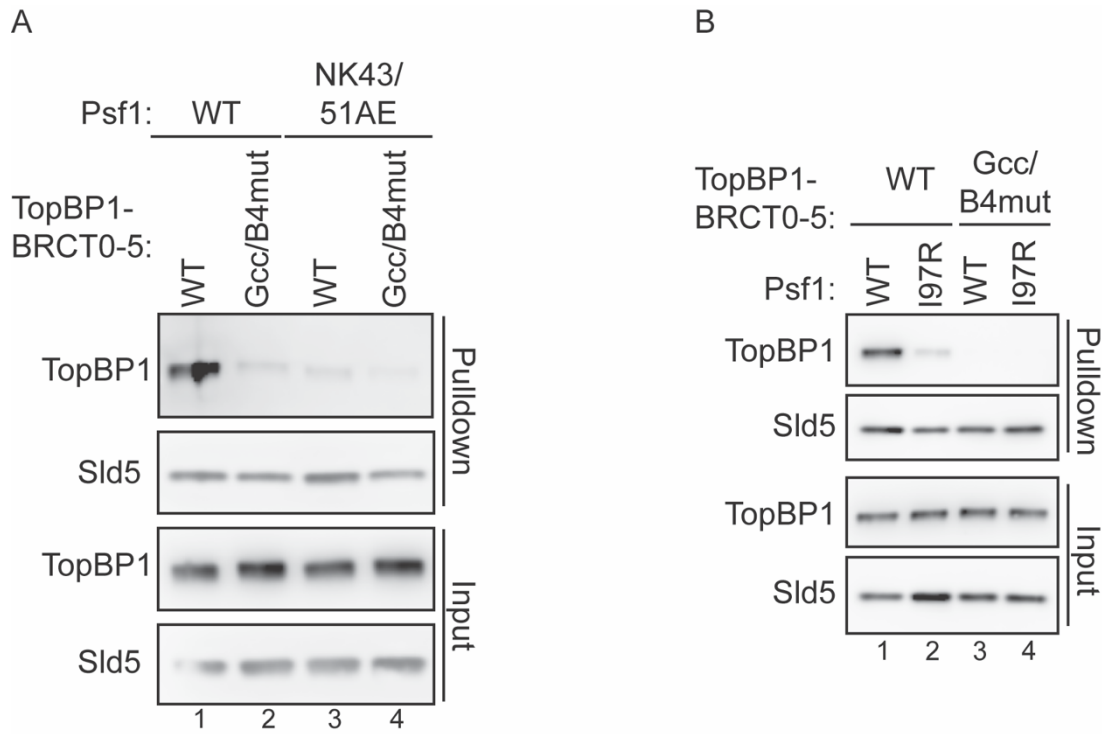 A
NK43/
Psf1: WT 51AE
TopBP1-
BRCT0-5:
WT Gcc/B4mut WT Gcc/B4mut
TopBP1
Sld5
Pulldown
TopBP1
Sld5
Input
1 2 3 4
B
TopBP1-
BRCT0-5:
WT Gcc/
B4mut
Psf1: WT I97R WT I97R
TopBP1
Sld5
Pulldown
TopBP1
Sld5
Input
1 2 3 4